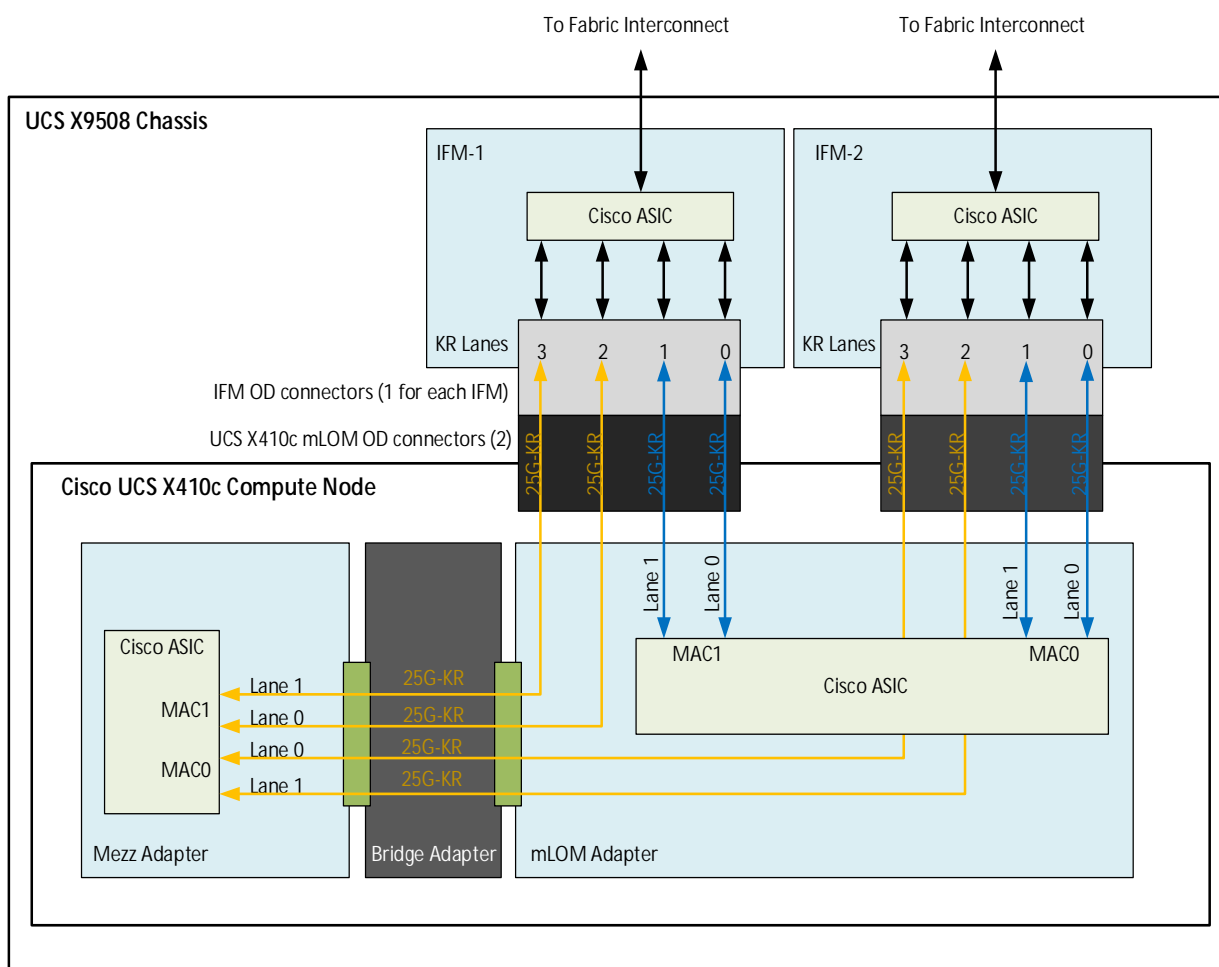 To Fabric Interconnect
To Fabric Interconnect
UCS X9508 Chassis
IFM-1
IFM-2
Cisco ASIC
Cisco ASIC
KR Lanes
3
2
1
0
KR Lanes
3
2
1
0
IFM OD connectors (1 for each IFM)
UCS X410c mLOM OD connectors (2)
25G-KR
25G-KR
25G-KR
25G-KR
25G-KR
25G-KR
25G-KR
25G-KR
Cisco UCS X410c Compute Node
Lane 1
Lane 0
Lane 1
Lane 0
Cisco ASIC
MAC1
MAC0
MAC1
MAC0
Cisco ASIC
Lane 1
Lane 0
Lane 0
Lane 1
25G-KR
25G-KR
25G-KR
25G-KR
Mezz Adapter
Bridge Adapter
mLOM Adapter